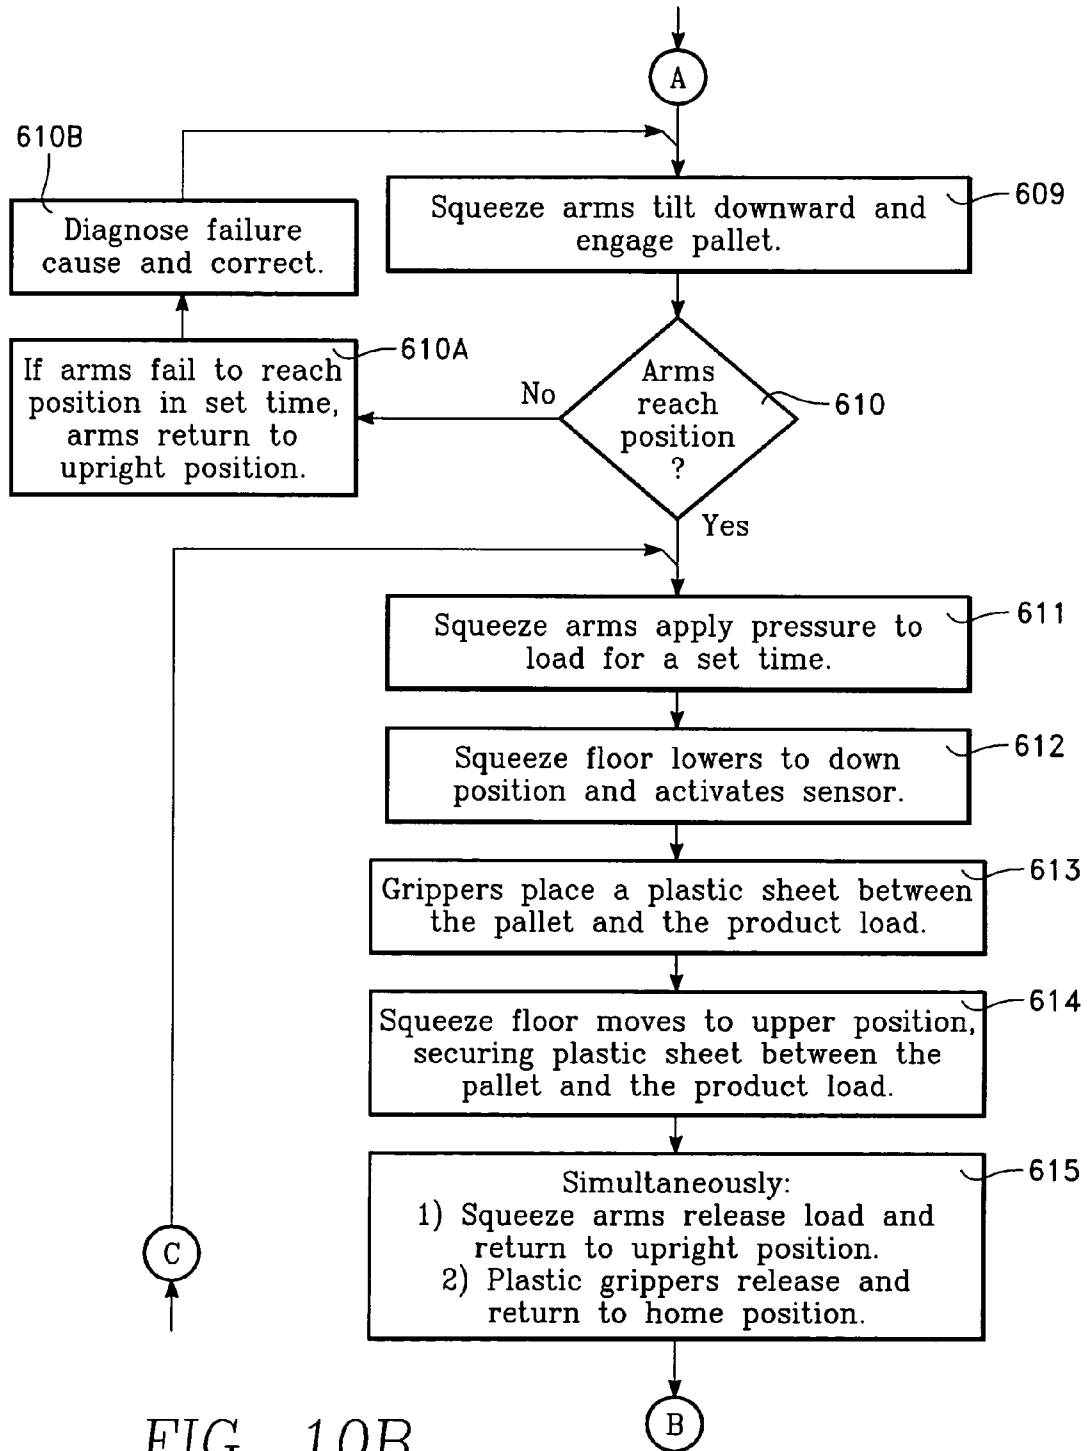 A
610B
609
Squeeze arms tilt downward and
engage pallet.
Diagnose failure
cause and correct.
610A
If arms fail to reach
position in set time,
arms return to
upright position.
No
Arms
reach
position
?
610
Yes
611
Squeeze arms apply pressure to
load for a set time.
612
Squeeze floor lowers to down
position and activates sensor.
613
Grippers place a plastic sheet between
the pallet and the product load.
614
Squeeze floor moves to upper position,
securing plastic sheet between the
pallet and the product load.
615
Simultaneously:
1) Squeeze arms release load and
return to upright position.
2) Plastic grippers release and
return to home position.
C
B
FIG. 10B